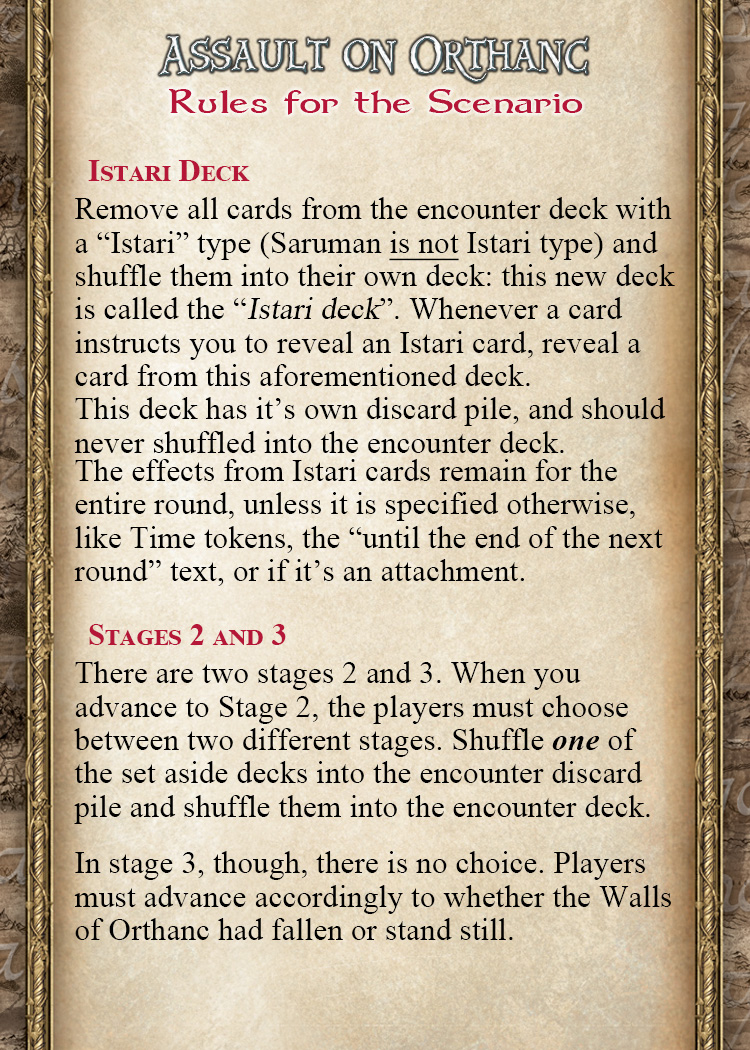 Assault on Orthanc
Rules for the Scenario
Istari Deck
Remove all cards from the encounter deck with
a “Istari” type (Saruman is not Istari type) and
shuffle them into their own deck: this new deck
is called the “Istari deck”. Whenever a card
instructs you to reveal an Istari card, reveal a
card from this aforementioned deck.
This deck has it’s own discard pile, and should
never shuffled into the encounter deck.
The effects from Istari cards remain for the
entire round, unless it is specified otherwise,
like Time tokens, the “until the end of the next
round” text, or if it’s an attachment.
Stages 2 and 3
There are two stages 2 and 3. When you
advance to Stage 2, the players must choose
between two different stages. Shuffle one of
the set aside decks into the encounter discard
pile and shuffle them into the encounter deck.
In stage 3, though, there is no choice. Players
must advance accordingly to whether the Walls
of Orthanc had fallen or stand still.